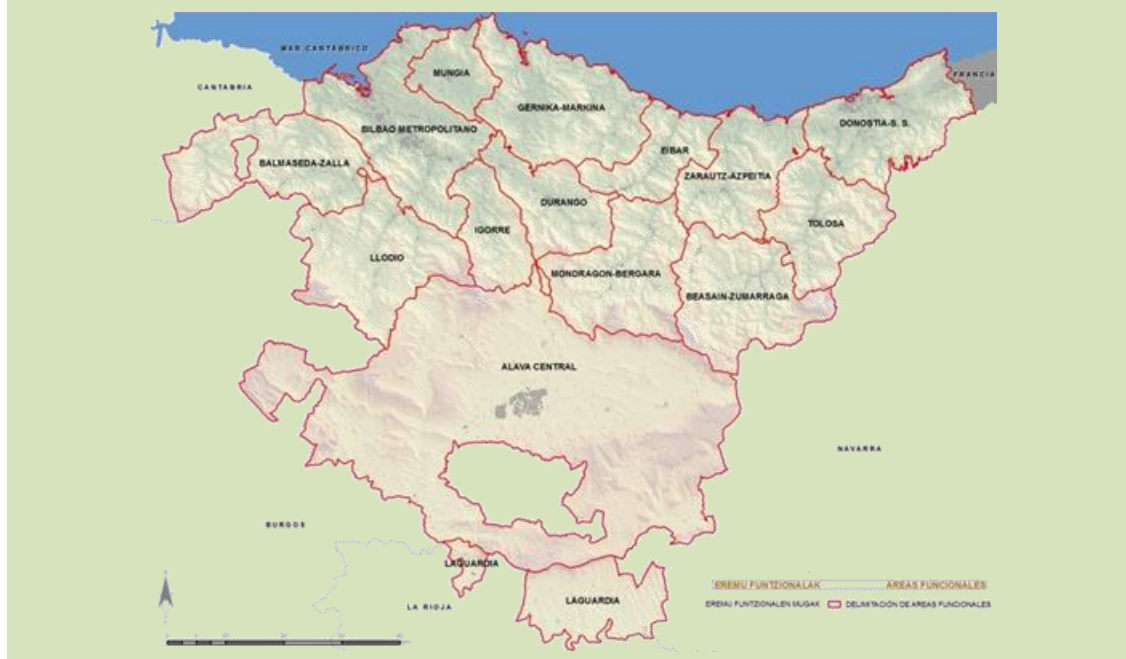 MAR CANTÁBRICO
FRANCIA
MUNGIA
CANTABRIA
GERNIKA-MARKINA
DONOSTIA-S. S.
BILBAO METROPOLITANO
EIBAR
BALMASEDA-ZALLA
ZARAUTZ-AZPEITIA
DURANGO
TOLOSA
IGORRE
LLODIO
MONDRAGON-BERGARA
BEASAIN-ZUMARRAGA
ALAVA CENTRAL
NAVARRA
BURGOS
LAGUARDIA
LAGUARDIA
LA RIOJA
EREMU FUNTZIONALAK AREAS FUNCIONALES
EREMU FUNTZIONALEN MUGAK DELIMITACIÓN DE AREAS FUNCIONALES